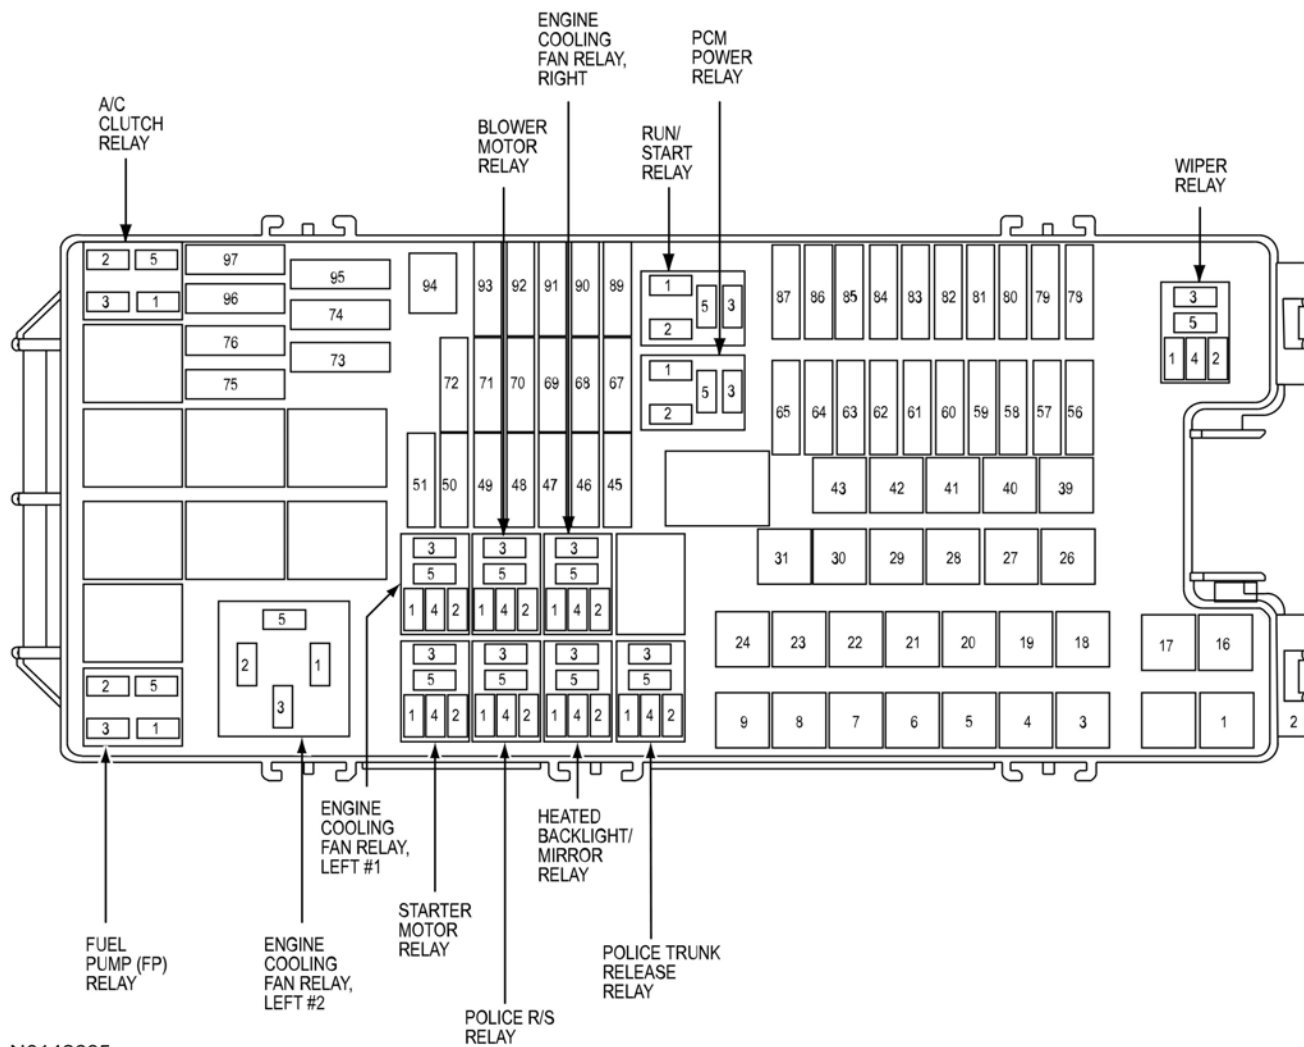 ENGINE
COOLING
FAN RELAY,
RIGHT
PCM
POWER
RELAY
A/C
CLUTCH
RELAY
BLOWER
MOTOR
RELAY
RUN/
START
RELAY
WIPER
RELAY
2 5
3 1
97
96
76
75
95
74
73
94
93 92 91 90 89
72 71 70 69 68 67
51 50 49 48 47 46 45
1
2
5 3
1
2
5 3
87 86 85 84 83 82 81 80 79 78
3
5
1 4 2
65 64 63 62 61 60 59 58 57 56
43 42 41 40 39
31 30 29 28 27 26
3 3 3
5 5 5
1 4 2 1 4 2 1 4 2
5
2 1
3
3 3 3 3
5 5 5 5
1 4 2 1 4 2 1 4 2 1 4 2
2 5
3 1
24 23 22 21 20 19 18 17 16
9 8 7 6 5 4 3 1 2
ENGINE
COOLING
FAN RELAY,
LEFT #1
HEATED
BACKLIGHT/
MIRROR
RELAY
STARTER
MOTOR
RELAY
FUEL
PUMP (FP)
RELAY
ENGINE
COOLING
FAN RELAY,
LEFT #2
POLICE TRUNK
RELEASE
RELAY
POLICE R/S
RELAY